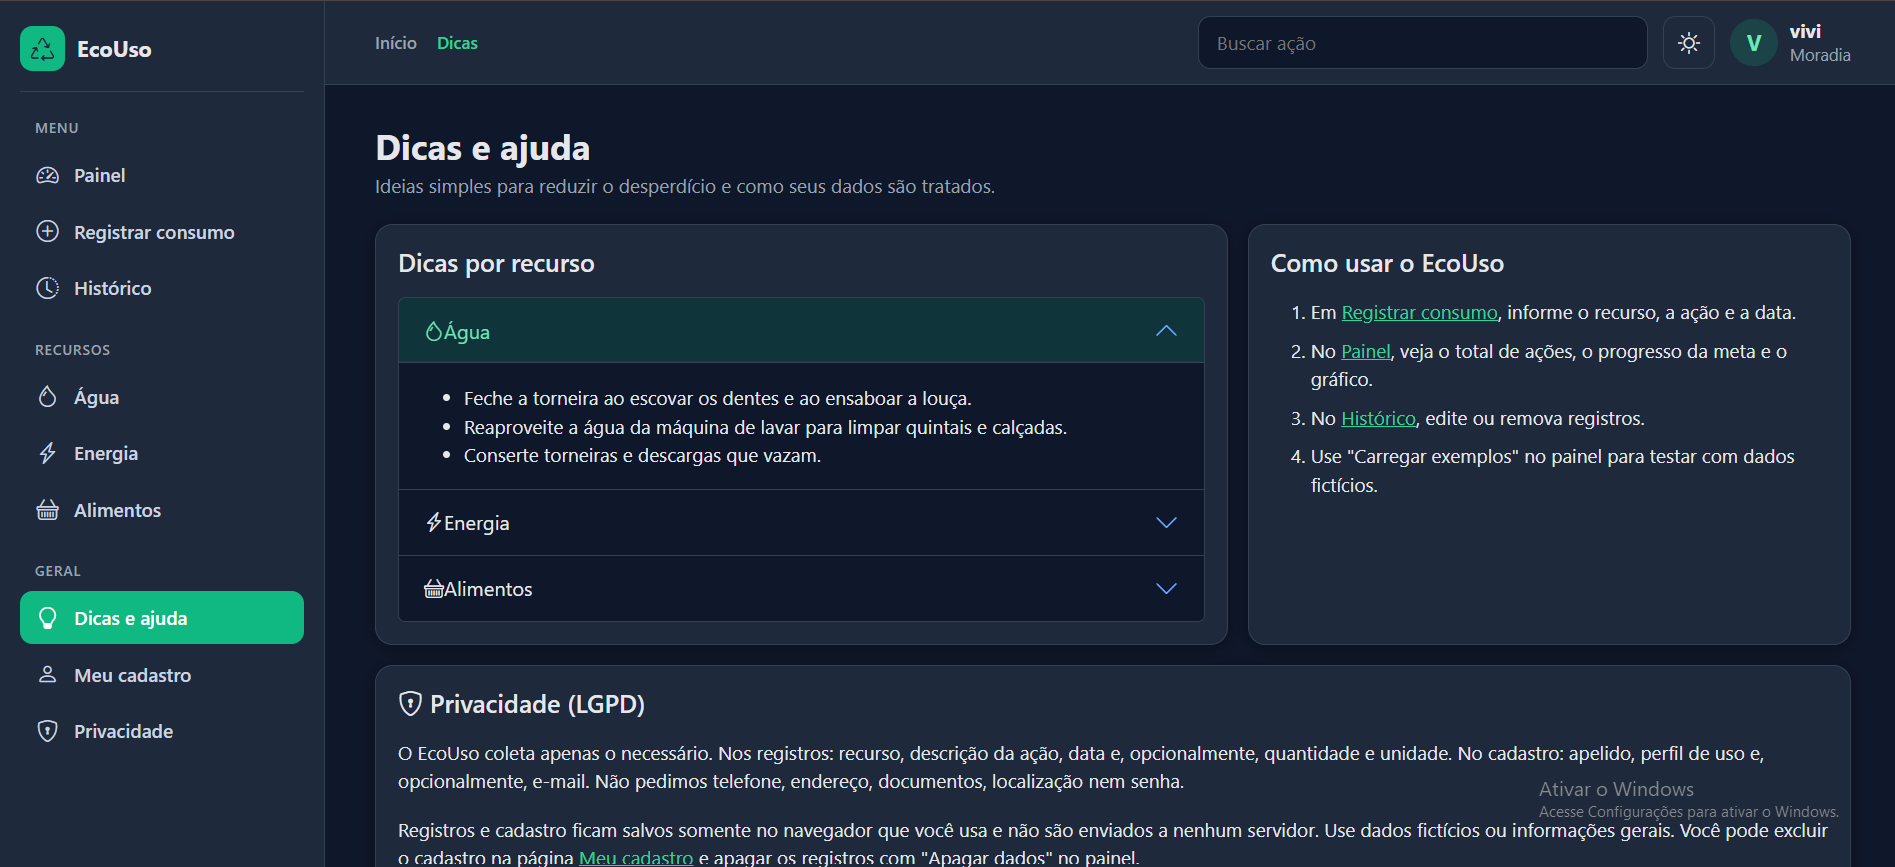 EcoUso
MENU
Painel
Registrar consumo
Histórico
RECURSOS
Água
Energia
Alimentos
GERAL
Dicas e ajuda
Meu cadastro
Privacidade
Início Dicas
Buscar ação
V
vivi
Moradia
Dicas e ajuda
Ideias simples para reduzir o desperdício e como seus dados são tratados.
Dicas por recurso
Água
• Feche a torneira ao escovar os dentes e ao ensaboar a louça.
• Reaproveite a água da máquina de lavar para limpar quintais e calçadas.
• Conserte torneiras e descargas que vazam.
Energia
Alimentos
Como usar o EcoUso
1. Em Registrar consumo, informe o recurso, a ação e a data.
2. No Painel, veja o total de ações, o progresso da meta e o
gráfico.
3. No Histórico, edite ou remova registros.
4. Use "Carregar exemplos" no painel para testar com dados
fictícios.
Privacidade (LGPD)
O EcoUso coleta apenas o necessário. Nos registros: recurso, descrição da ação, data e, opcionalmente, quantidade e unidade. No cadastro: apelido, perfil de uso e,
opcionalmente, e-mail. Não pedimos telefone, endereço, documentos, localização nem senha.
Registros e cadastro ficam salvos somente no navegador que você usa e não são enviados a nenhum servidor. Use dados fictícios ou informações gerais. Você pode excluir
o cadastro na página Meu cadastro e apagar os registros com "Apagar dados" no painel.
Ativar o Windows
Acesse Configurações para ativar o Windows.